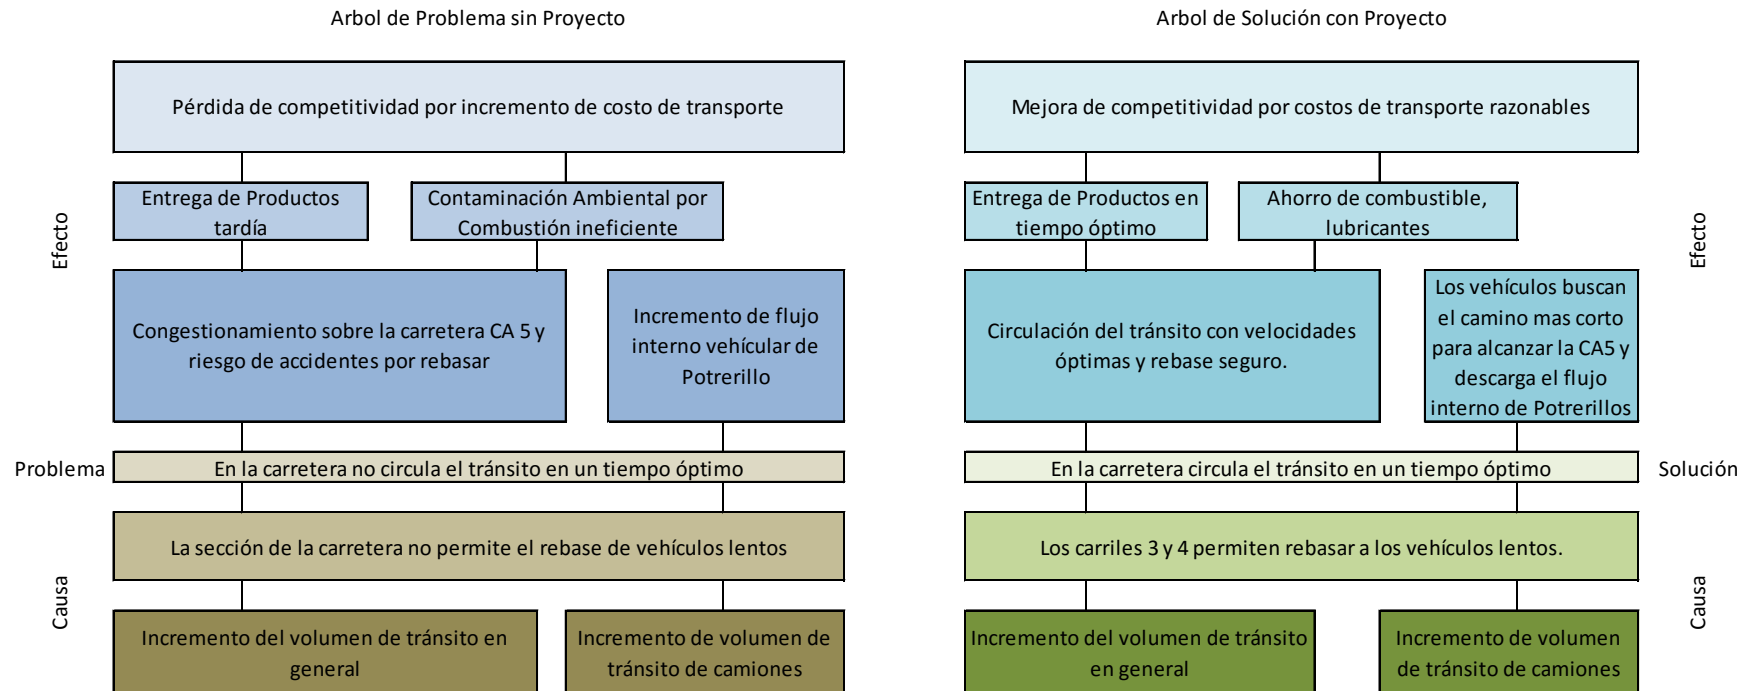 Arbol de Problema sin Proyecto
Pérdida de competitividad por incremento de costo de transporte
Entrega de Productos
tardía
Contaminación Ambiental por
Combustión ineficiente
Efecto
Congestionamiento sobre la carretera CA 5 y
riesgo de accidentes por rebasar
Incremento de flujo
interno vehícular de
Potrerillo
Problema
En la carretera no circula el tránsito en un tiempo óptimo
La sección de la carretera no permite el rebase de vehículos lentos
Causa
Incremento del volumen de tránsito en
general
Incremento de volumen de
tránsito de camiones
Arbol de Solución con Proyecto
Mejora de competitividad por costos de transporte razonables
Entrega de Productos en
tiempo óptimo
Ahorro de combustible,
lubricantes
Efecto
Circulación del tránsito con velocidades
óptimas y rebase seguro.
Los vehículos buscan
el camino mas corto
para alcanzar la CA5 y
descarga el flujo
interno de Potrerillos
En la carretera circula el tránsito en un tiempo óptimo
Solución
Los carriles 3 y 4 permiten rebasar a los vehículos lentos.
Causa
Incremento del volumen de tránsito
en general
Incremento de volumen
de tránsito de camiones